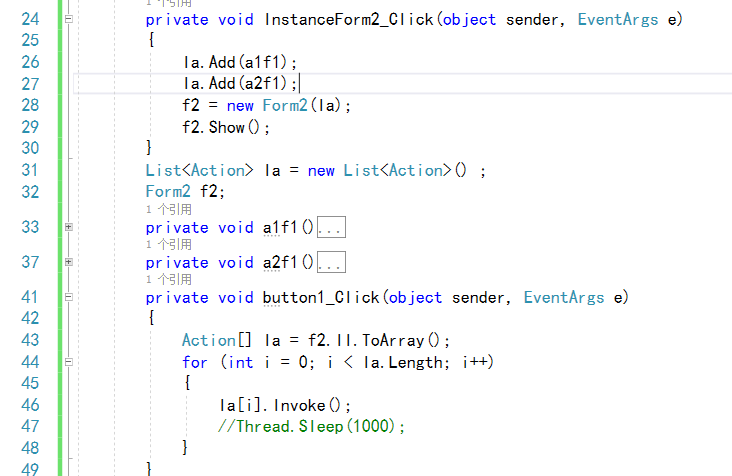 1 个引用
24 private void InstanceForm2_Click(object sender, EventArgs e)
25 {
26 la.Add(a1f1);
27 la.Add(a2f1);
28 f2 = new Form2(la);
29 f2.Show();
30 }
31 List<Action> la = new List<Action>() ;
32 Form2 f2;
1 个引用
33 private void a1f1()...
1 个引用
37 private void a2f1()...
1 个引用
41 private void button1_Click(object sender, EventArgs e)
42 {
43 Action[] la = f2.ll.ToArray();
44 for (int i = 0; i < la.Length; i++)
45 {
46 la[i].Invoke();
47 //Thread.Sleep(1000);
48 }
49 }